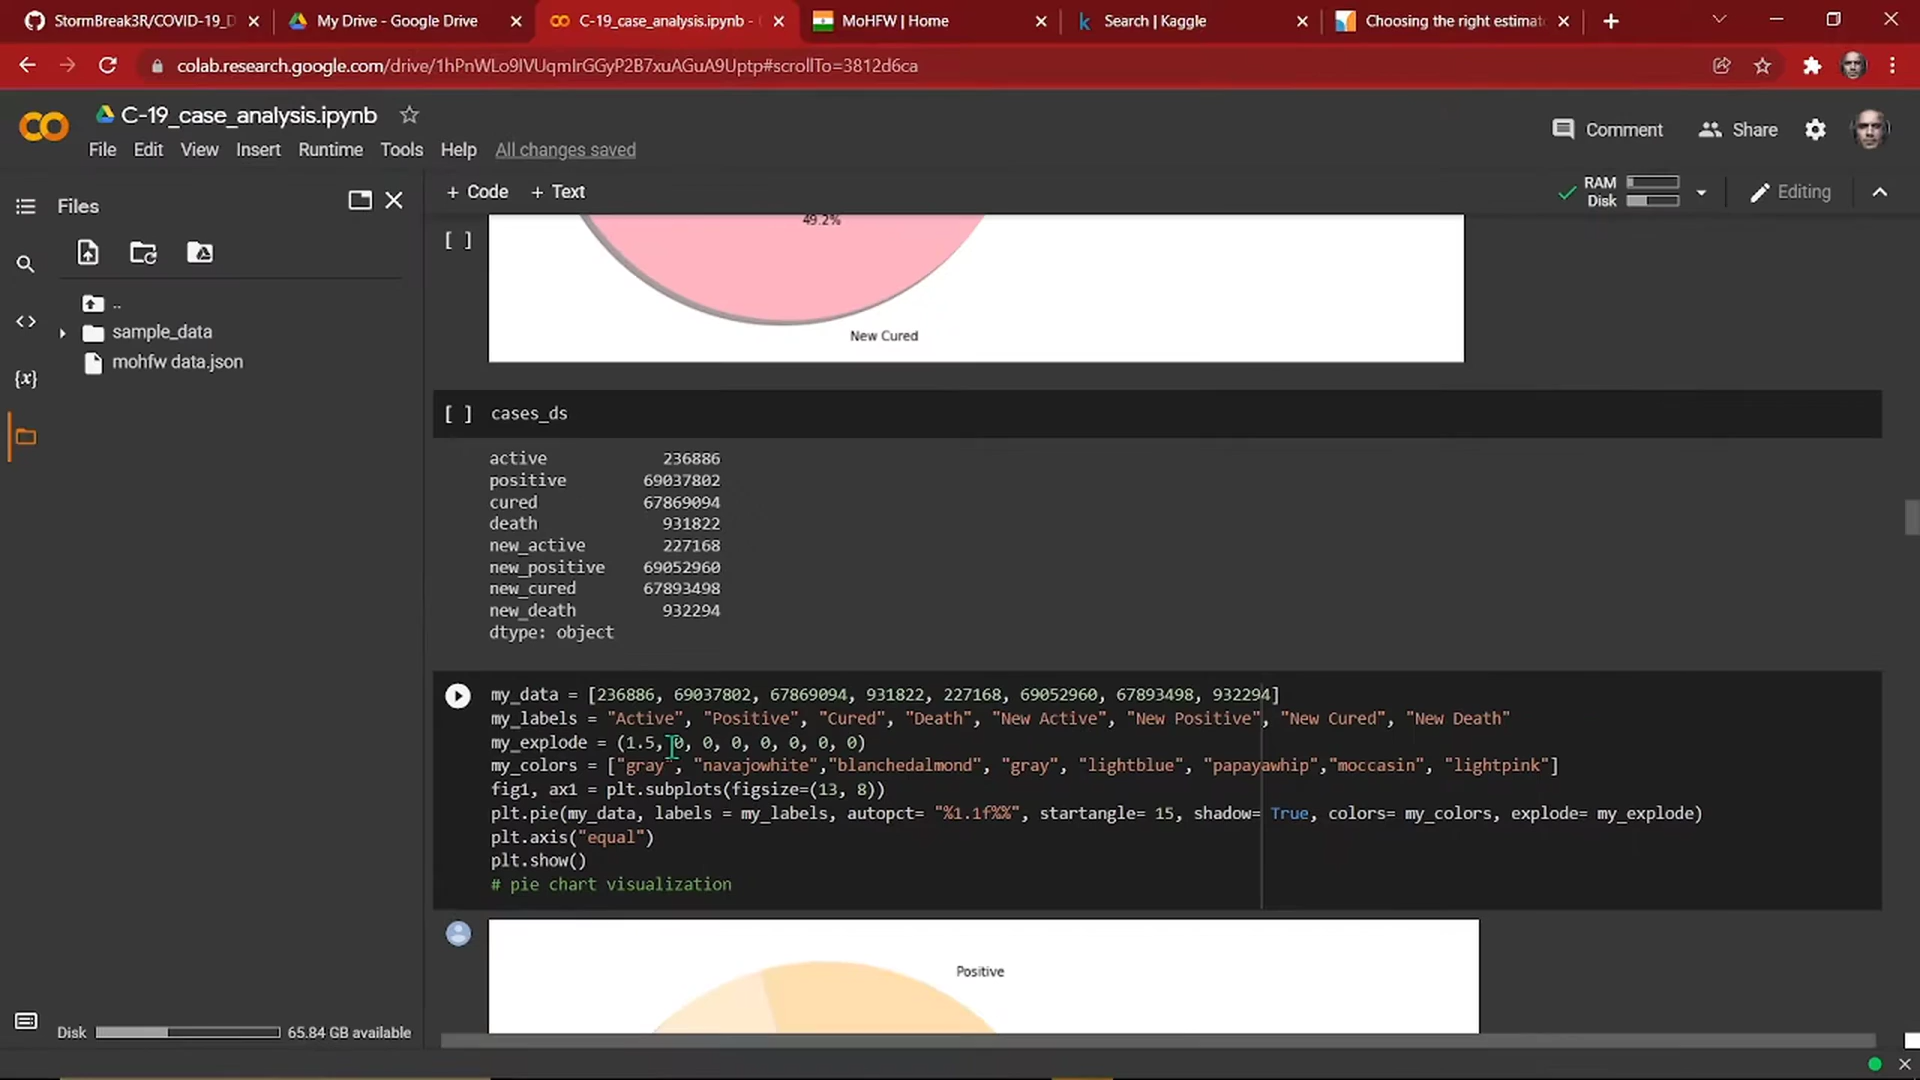 StormBreak3R/COVID-19_D
My Drive - Google Drive
C-19_case_analysis.ipynb -
MoHFW | Home
Search | Kaggle
Choosing the right estimat
colab.research.google.com/drive/1hPnWLo9IVUqmIrGGyP2B7xuAGuA9Uptp#scrollTo=3812d6ca
C-19_case_analysis.ipynb
Comment
Share
File Edit View Insert Runtime Tools Help All changes saved
Files
+ Code + Text
RAM
Disk
Editing
..
sample_data
mohfw data.json
49.2%
New Cured
[ ]
[ ] cases_ds
active 236886
positive 69037802
cured 67869094
death 931822
new_active 227168
new_positive 69052960
new_cured 67893498
new_death 932294
dtype: object
my_data = [236886, 69037802, 67869094, 931822, 227168, 69052960, 67893498, 932294]
my_labels = "Active", "Positive", "Cured", "Death", "New Active", "New Positive", "New Cured", "New Death"
my_explode = (1.5, 0, 0, 0, 0, 0, 0, 0)
my_colors = ["gray", "navajowhite","blanchedalmond", "gray", "lightblue", "papayawhip","moccasin", "lightpink"]
fig1, ax1 = plt.subplots(figsize=(13, 8))
plt.pie(my_data, labels = my_labels, autopct= "%1.1f%%", startangle= 15, shadow= True, colors= my_colors, explode= my_explode)
plt.axis("equal")
plt.show()
# pie chart visualization
Positive
Disk 65.84 GB available